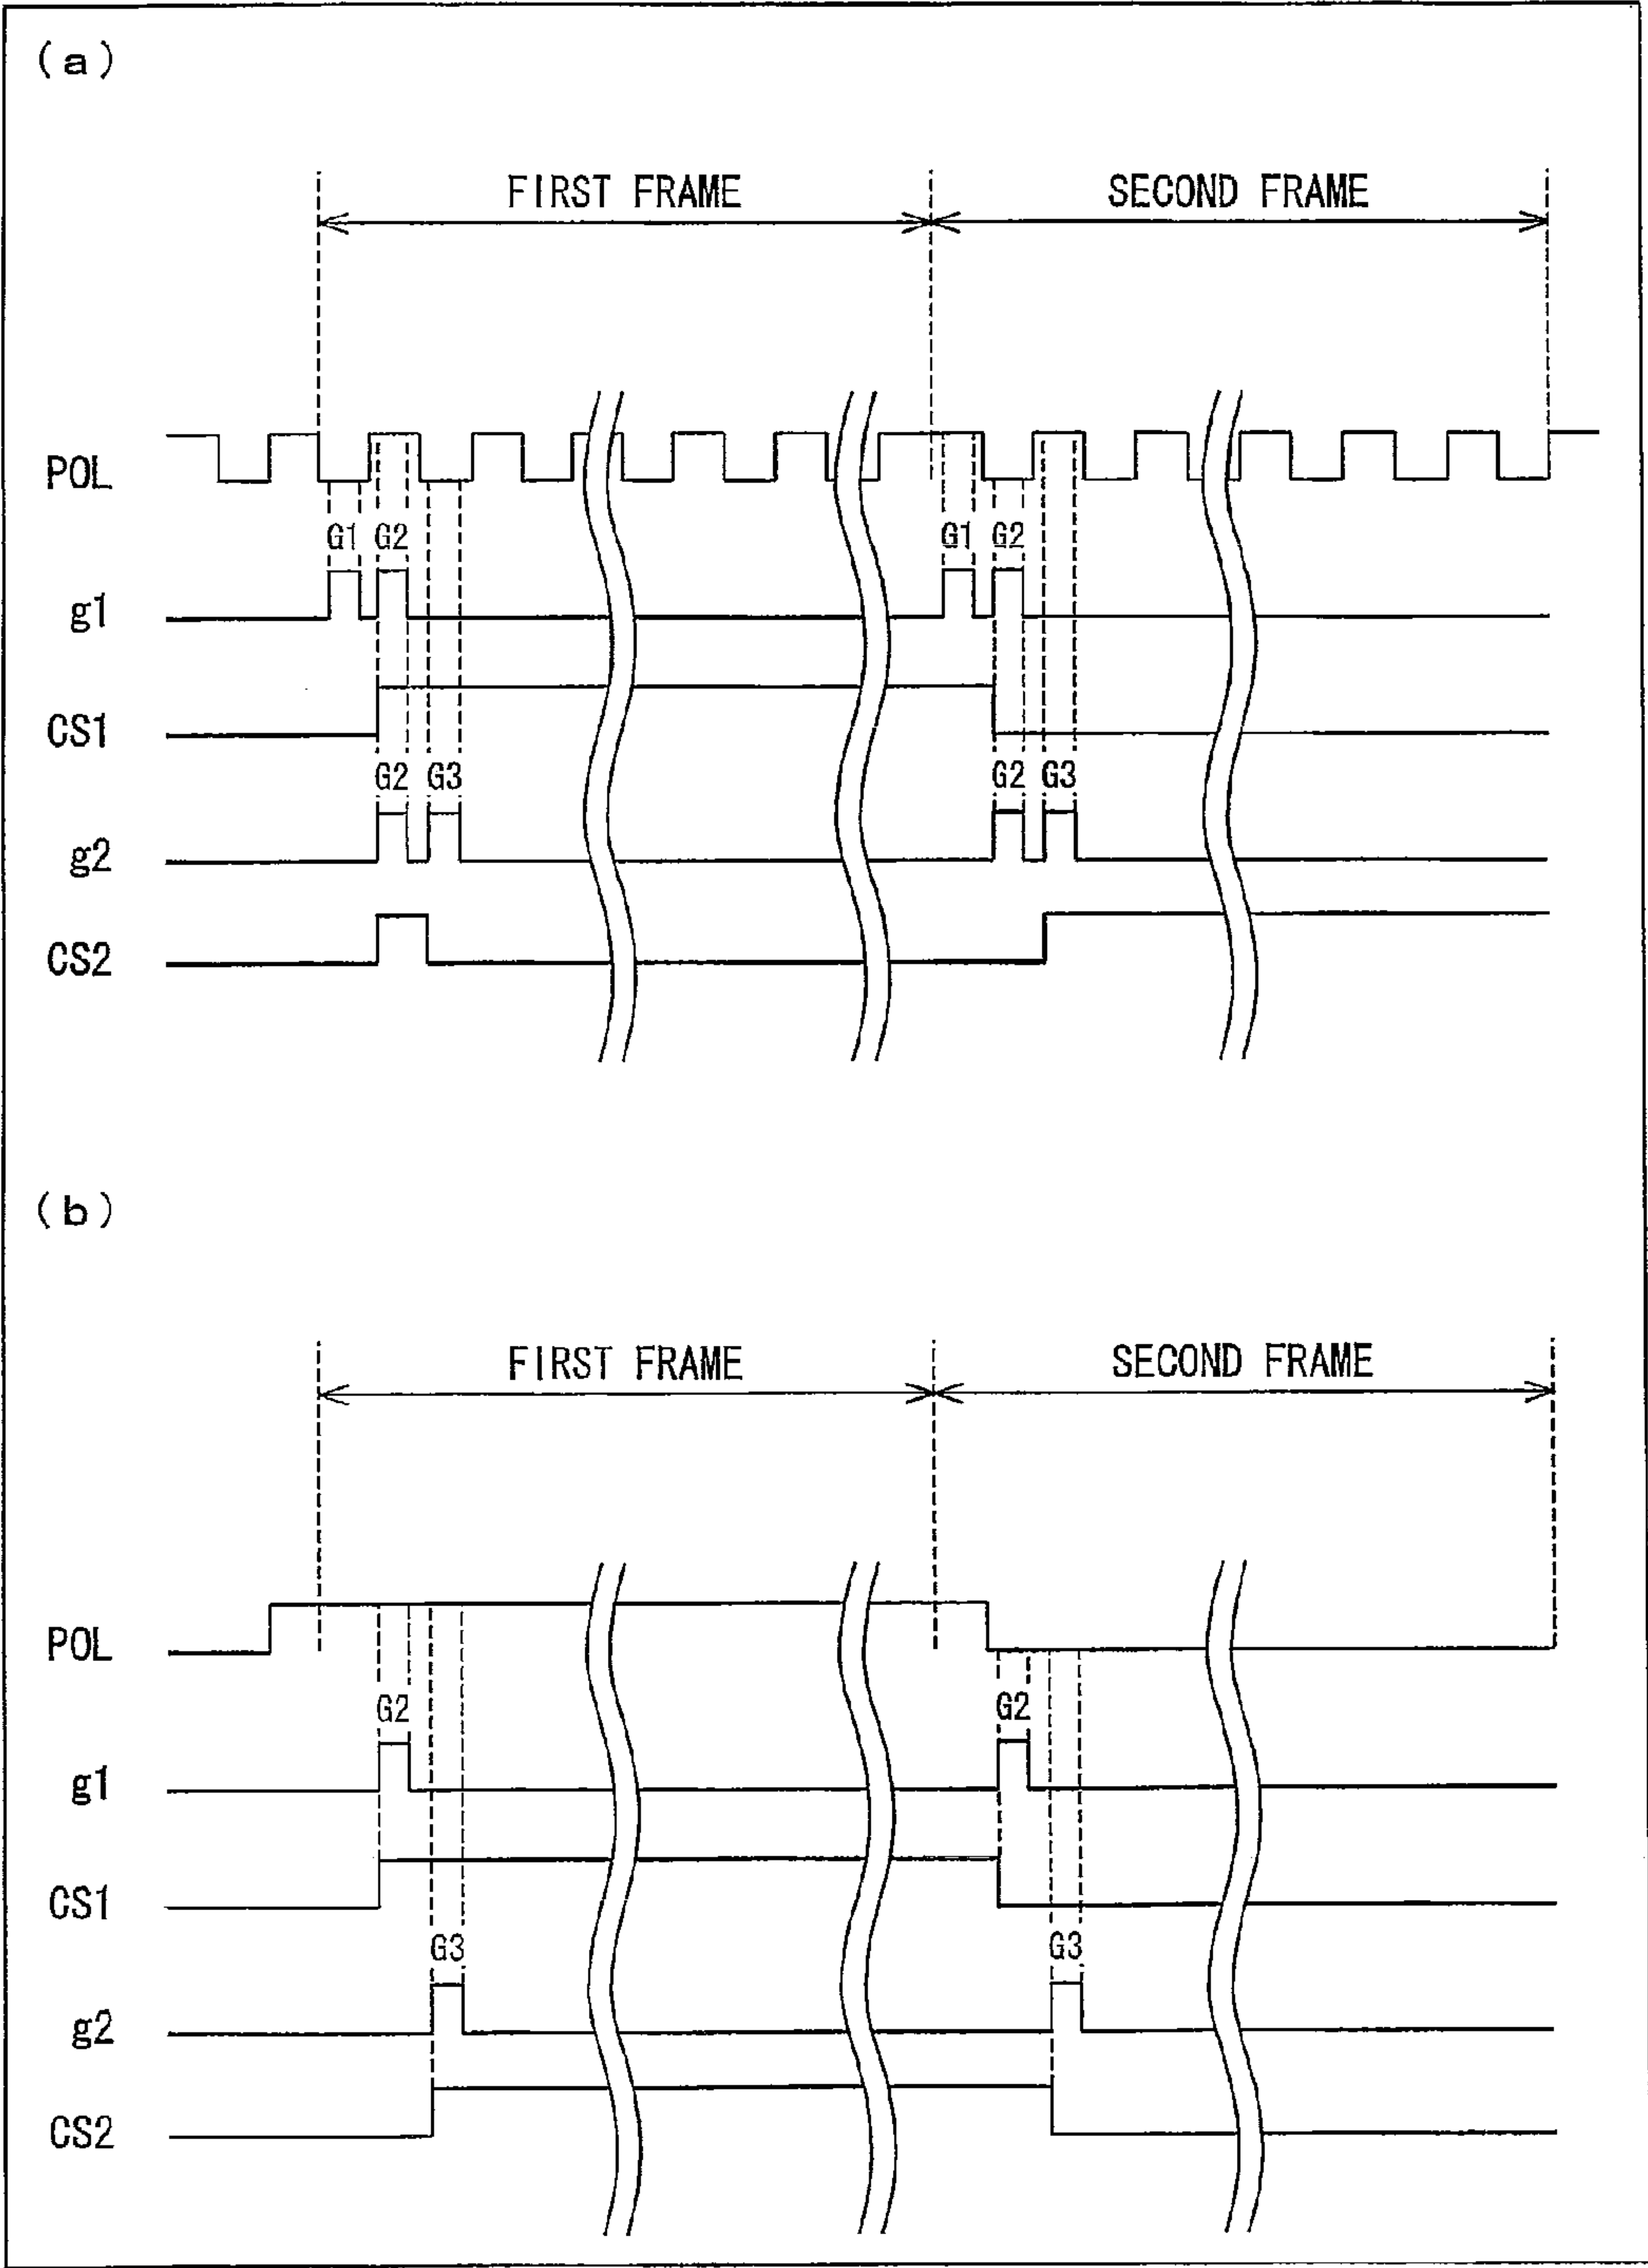 (a)
FIRST FRAME SECOND FRAME
POL
G1 G2 G1 G2
g1
CS1
G2 G3 G2 G3
g2
CS2
(b)
FIRST FRAME SECOND FRAME
POL
G2 G2
g1
CS1
G3 G3
g2
CS2